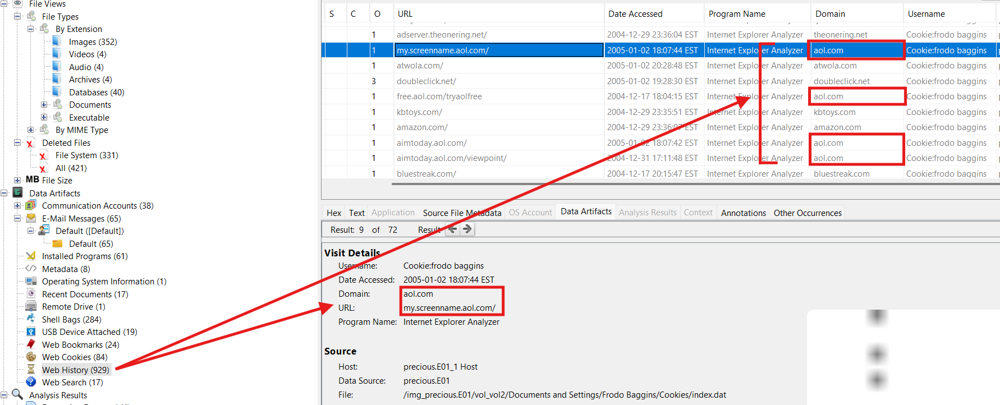 File Views
File Types
By Extension
Images (352)
Videos (4)
Audio (4)
Archives (4)
Databases (40)
Documents
Executable
By MIME Type
Deleted Files
File System (331)
All (421)
MB File Size
Data Artifacts
Communication Accounts (38)
E-Mail Messages (65)
Default ([Default])
Default (65)
Installed Programs (61)
Metadata (8)
Operating System Information (1)
Recent Documents (17)
Remote Drive (1)
Shell Bags (284)
USB Device Attached (19)
Web Bookmarks (24)
Web Cookies (84)
Web History (929)
Web Search (17)
Analysis Results
S C O URL Date Accessed Program Name Domain Username
1 adserver.theonering.net/ 2004-12-29 23:36:04 EST Internet Explorer Analyzer theonering.net Cookie:frodo baggins
1 my.screenname.aol.com/ 2005-01-02 18:07:44 EST Internet Explorer Analyzer aol.com Cookie:frodo baggins
1 atwola.com/ 2005-01-02 20:28:48 EST Internet Explorer Analyzer atwola.com Cookie:frodo baggins
3 doubleclick.net/ 2005-01-02 19:28:30 EST Internet Explorer Analyzer doubleclick.net Cookie:frodo baggins
1 free.aol.com/tryaolfree 2004-12-17 18:04:15 EST Internet Explorer Analyzer aol.com Cookie:frodo baggins
1 kbtoys.com/ 2004-12-29 23:35:51 EST Internet Explorer Analyzer kbtoys.com Cookie:frodo baggins
1 amazon.com/ 2004-12-29 23:36:07 EST Internet Explorer Analyzer amazon.com Cookie:frodo baggins
1 aimtoday.aol.com/ 2005-01-02 18:07:42 EST Internet Explorer Analyzer aol.com Cookie:frodo baggins
1 aimtoday.aol.com/viewpoint/ 2004-12-31 17:11:48 EST Internet Explorer Analyzer aol.com Cookie:frodo baggins
1 bluestreak.com/ 2004-12-17 20:15:47 EST Internet Explorer Analyzer bluestreak.com Cookie:frodo baggins
Hex Text Application Source File Metadata OS Account Data Artifacts Analysis Results Context Annotations Other Occurrences
Result: 9 of 72 Result
Visit Details
Username: Cookie:frodo baggins
Date Accessed: 2005-01-02 18:07:44 EST
Domain: aol.com
URL: my.screenname.aol.com/
Program Name: Internet Explorer Analyzer
Source
Host: precious.E01_1 Host
Data Source: precious.E01
File: /img_precious.E01/vol_vol2/Documents and Settings/Frodo Baggins/Cookies/index.dat